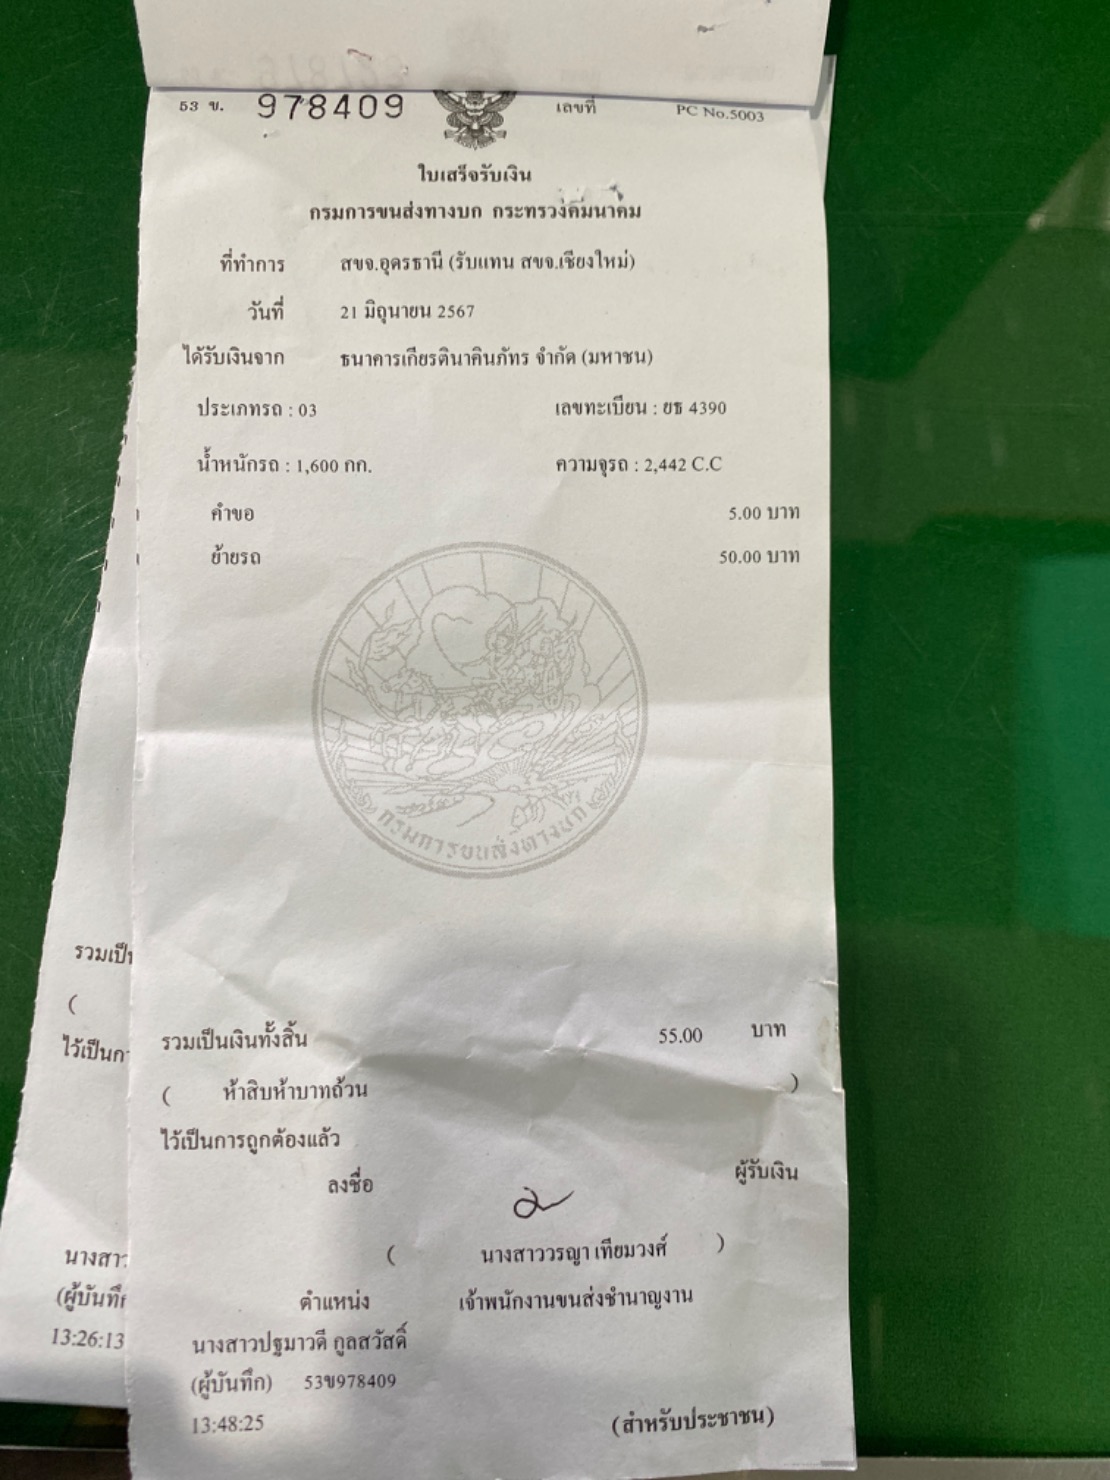 53 ข. 978409 เลขที่ PC No.5003
ใบเสร็จรับเงิน
กรมการขนส่งทางบก กระทรวงคมนาคม
ที่ทำการ สขจ.อุดรธานี (รับแทน สขจ.เชียงใหม่)
วันที่ 21 มิถุนายน 2567
ได้รับเงินจาก ธนาคารเกียรตินาคินภัทร จำกัด (มหาชน)
ประเภทรถ : 03 เลขทะเบียน : ยธ 4390
น้ำหนักรถ : 1,600 กก. ความจุรถ : 2,442 C.C
คำขอ 5.00 บาท
ย้ายรถ 50.00 บาท
กรมการขนส่งทางบก
รวมเป็นเงินทั้งสิ้น 55.00 บาท
( ห้าสิบห้าบาทถ้วน )
ไว้เป็นการถูกต้องแล้ว
ลงชื่อ ผู้รับเงิน
( นางสาววรญา เทียมวงศ์ )
ตำแหน่ง เจ้าพนักงานขนส่งชำนาญงาน
นางสาวปฐมาวดี กูลสวัสดิ์
(ผู้บันทึก) 53ข978409
13:48:25 (สำหรับประชาชน)
รวมเป็น
(
ไว้เป็นกา
นางสาว
(ผู้บันทึก
13:26:13